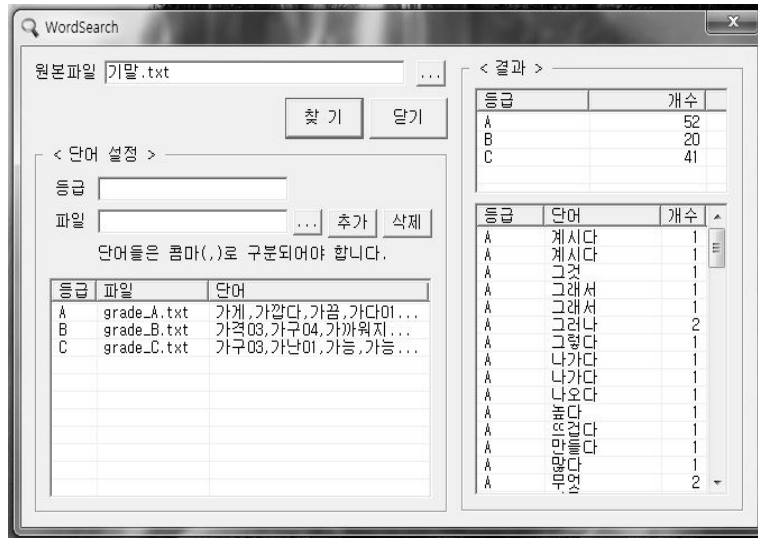 WordSearch
원본파일 기말.txt ...
찾 기 닫기
< 단어 설정 >
등급
파일 ... 추가 삭제
단어들은 콤마(,)로 구분되어야 합니다.
등급 파일 단어
A grade_A.txt 가게,가깝다,가끔,가다01...
B grade_B.txt 가격03,가구04,가까워지...
C grade_C.txt 가구03,가난01,가능,가능...
< 결과 >
등급 개수
A 52
B 20
C 41
등급 단어 개수
A 계시다 1
A 계시다 1
A 그것 1
A 그래서 1
A 그래서 1
A 그러나 2
A 그렇다 1
A 나가다 1
A 나가다 1
A 나오다 1
A 높다 1
A 뜨겁다 1
A 만들다 1
A 많다 1
A 무엇 2